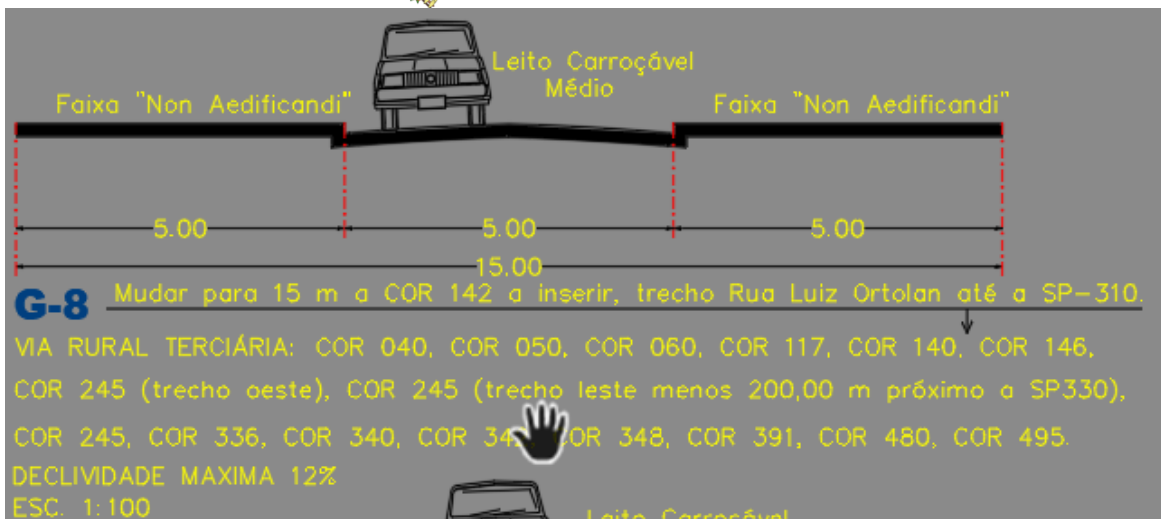 Leito Carroçável
Médio
Faixa "Non Aedificandi"
Faixa "Non Aedificandi"
5.00
5.00
5.00
15.00
G-8
Mudar para 15 m a COR 142 a inserir, trecho Rua Luiz Ortolan até a SP-310.
VIA RURAL TERCIÁRIA: COR 040, COR 050, COR 060, COR 117, COR 140, COR 146,
COR 245 (trecho oeste), COR 245 (trecho leste menos 200,00 m próximo a SP330),
COR 245, COR 336, COR 340, COR COR 348, COR 391, COR 480, COR 495.
DECLIVIDADE MAXIMA 12%
ESC. 1:100
Leito Carroçável